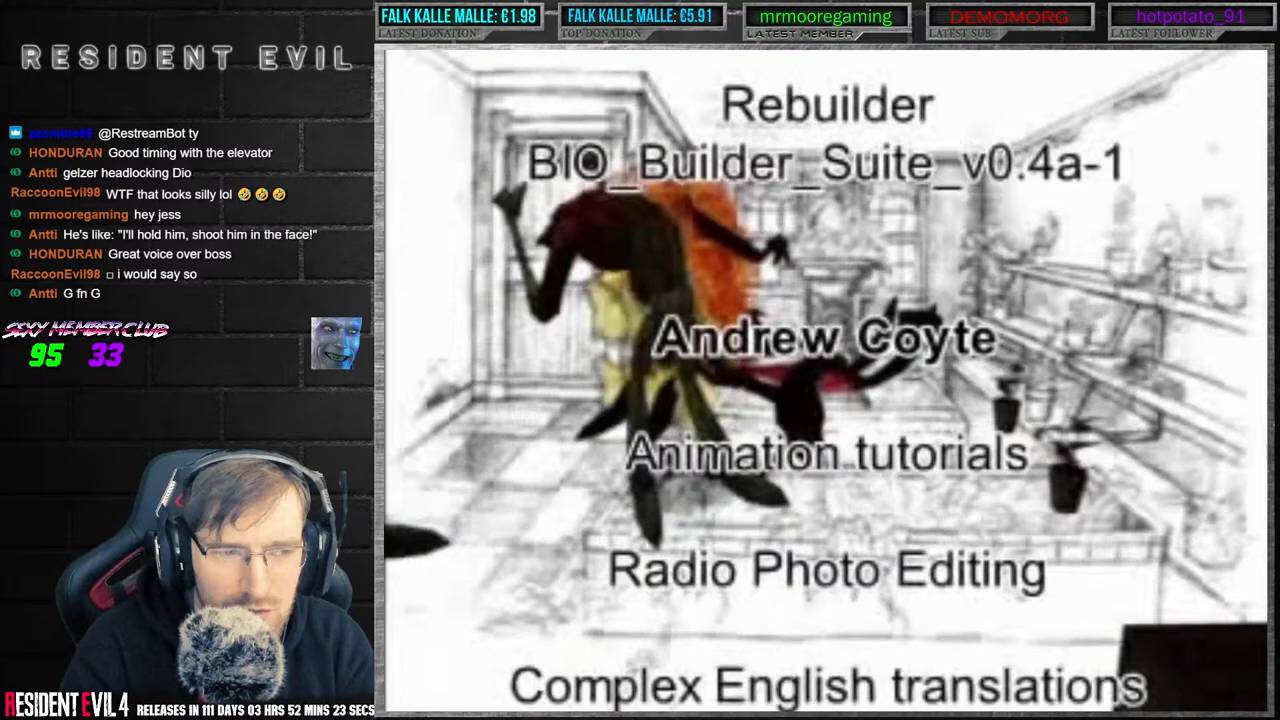 FALK KALLE MALLE: €1.98
LATEST DONATION
FALK KALLE MALLE: €5.91
TOP DONATION
mrmooregaming
LATEST MEMBER
DEMOMORG
LATEST SUB
hotpotato_91
LATEST FOLLOWER
RESIDENT EVIL
@RestreamBot ty
HONDURAN Good timing with the elevator
Antti gelzer headlocking Dio
RaccoonEvil98 WTF that looks silly lol 🤣 🤣 🤣
mrmooregaming hey jess
Antti He's like: "I'll hold him, shoot him in the face!"
HONDURAN Great voice over boss
RaccoonEvil98 □ i would say so
Antti G fn G
SEXY MEMBER CLUB
95 33
Rebuilder
BIO_Builder_Suite_v0.4a-1
Andrew Coyte
Animation tutorials
Radio Photo Editing
Complex English translations
RESIDENT EVIL 4 RELEASES IN 111 DAYS 03 HRS 52 MINS 23 SECS